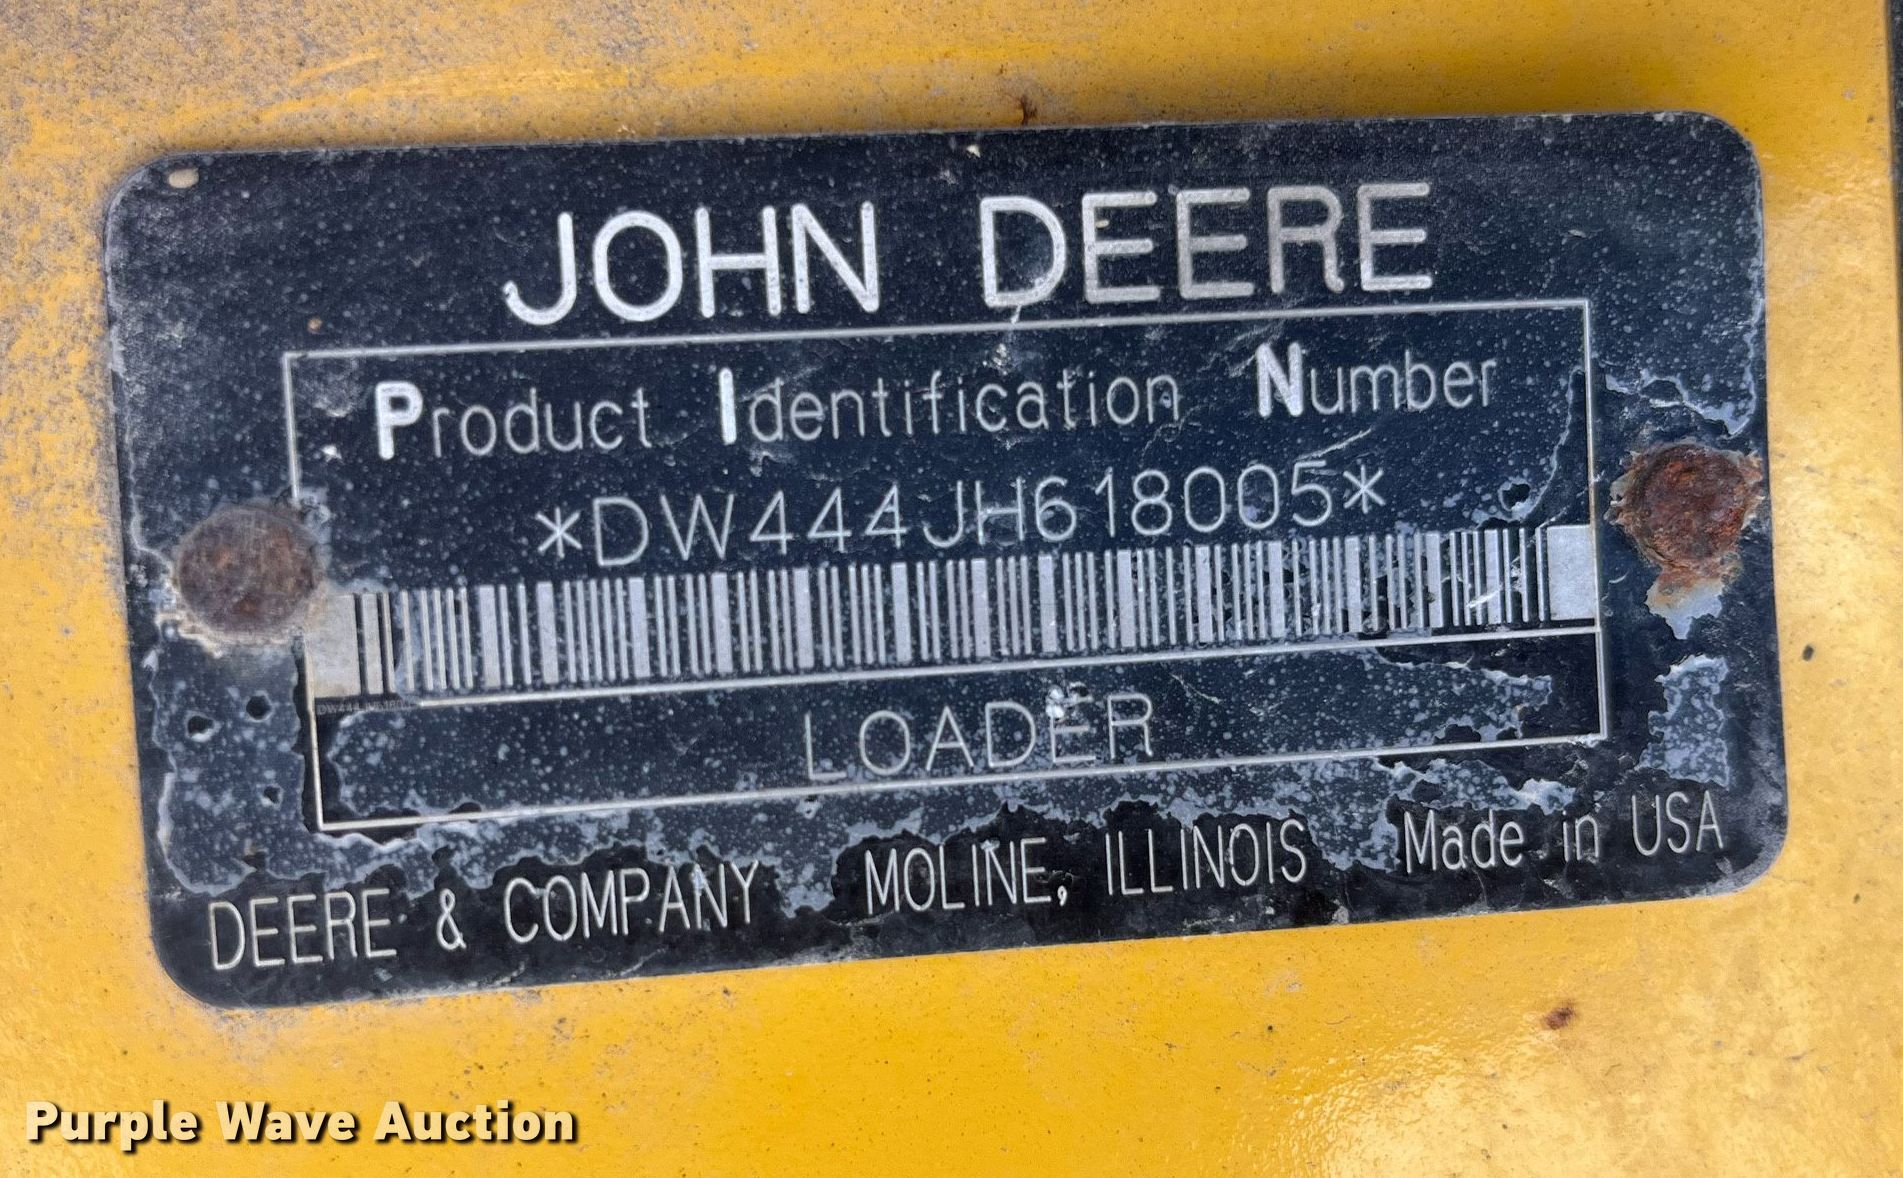 JOHN DEERE
Product Identification Number
*DW444JH618005*
LOADER
DEERE & COMPANY MOLINE, ILLINOIS Made in USA
Purple Wave Auction